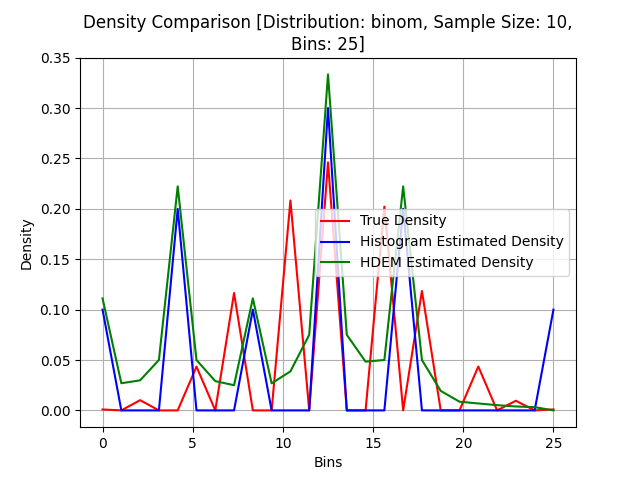 Density Comparison [Distribution: binom, Sample Size: 10,
Bins: 25]
0.35
0.30
0.25
0.20
0.15
0.10
0.05
0.00
Density
True Density
Histogram Estimated Density
HDEM Estimated Density
0 5 10 15 20 25
Bins